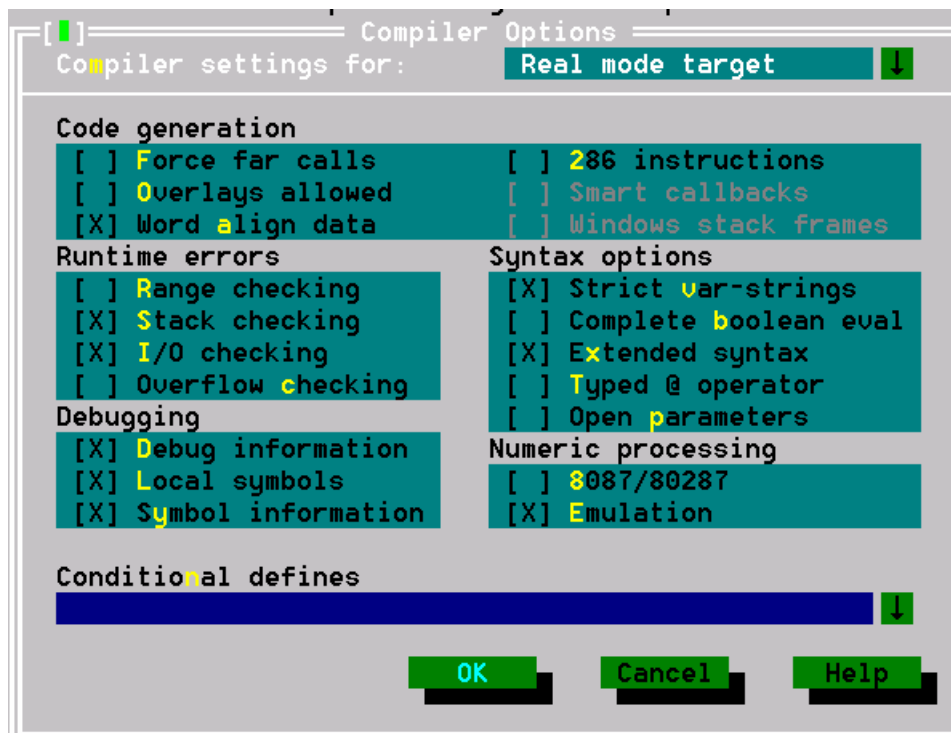 [■] Compiler Options
Compiler settings for: Real mode target ↓
Code generation
[ ] Force far calls [ ] 286 instructions
[ ] Overlays allowed [ ] Smart callbacks
[X] Word align data [ ] Windows stack frames
Runtime errors Syntax options
[ ] Range checking [X] Strict var-strings
[X] Stack checking [ ] Complete boolean eval
[X] I/O checking [X] Extended syntax
[ ] Overflow checking [ ] Typed @ operator
Debugging [ ] Open parameters
[X] Debug information Numeric processing
[X] Local symbols [ ] 8087/80287
[X] Symbol information [X] Emulation
Conditional defines
↓
OK Cancel Help